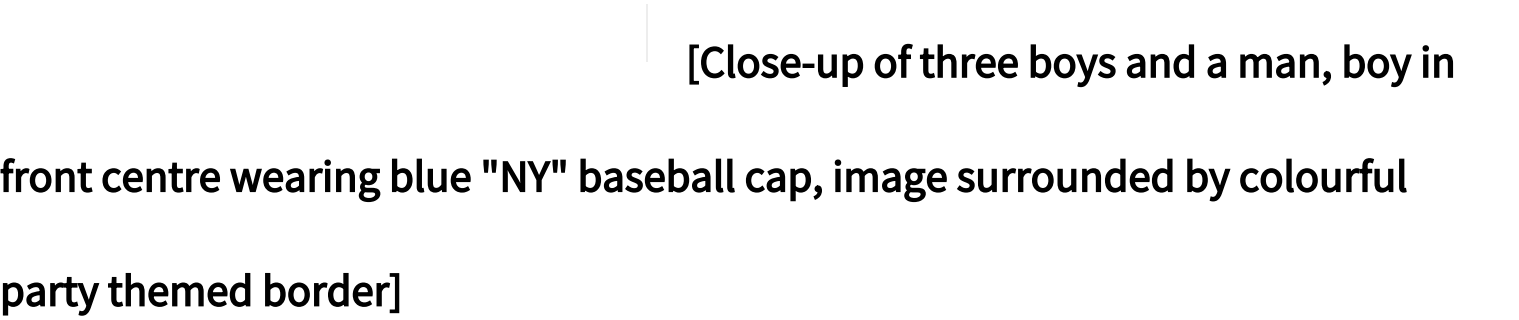 [Close-up of three boys and a man, boy in
front centre wearing blue "NY" baseball cap, image surrounded by colourful
party themed border]